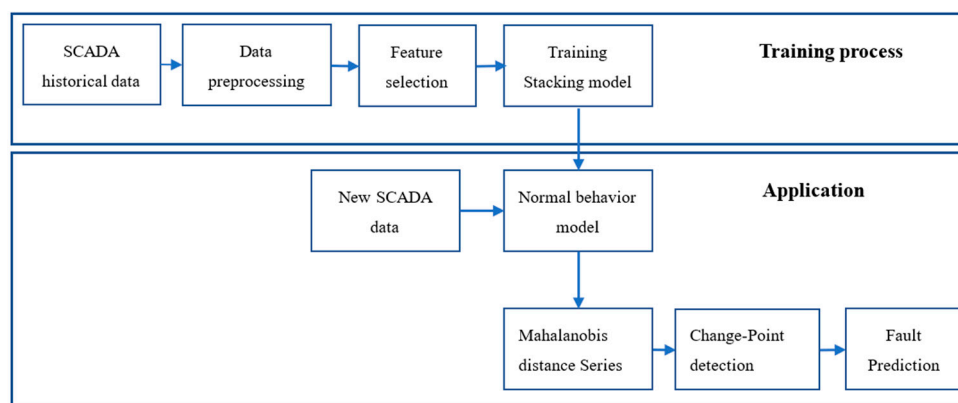 SCADA
historical data
Data
preprocessing
Feature
selection
Training
Stacking model
Training process
New SCADA
data
Normal behavior
model
Application
Mahalanobis
distance Series
Change-Point
detection
Fault
Prediction